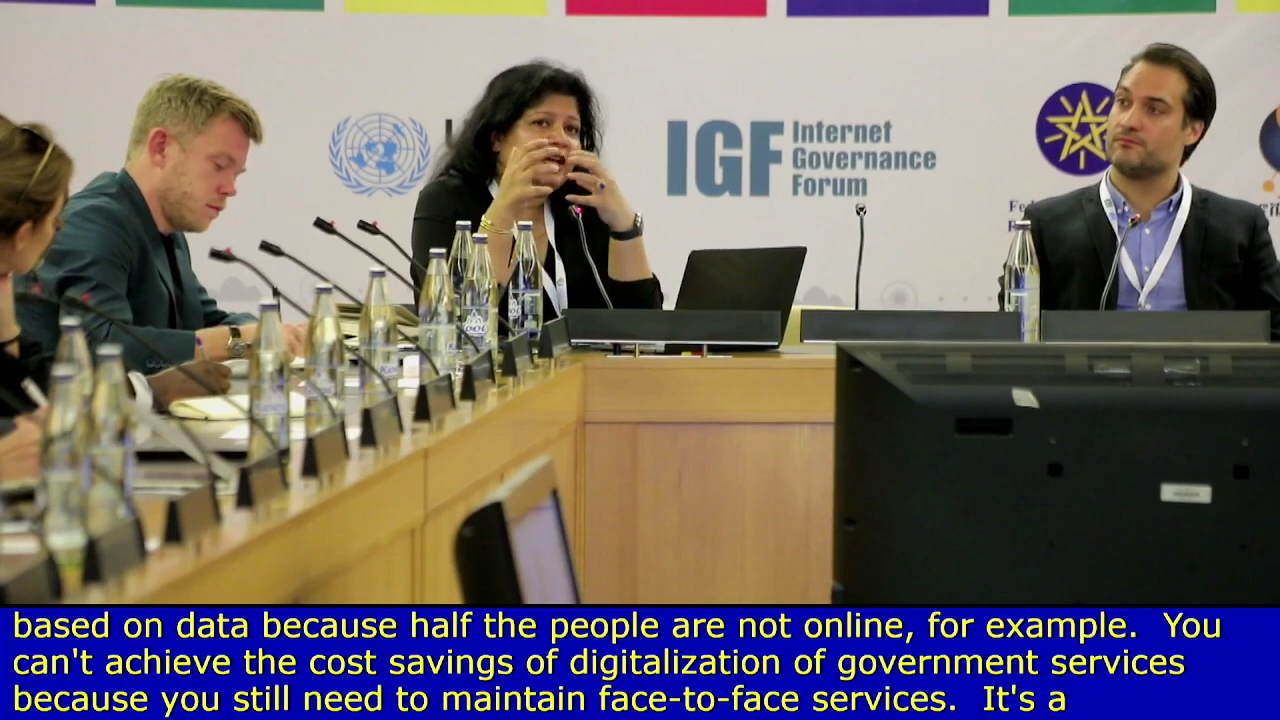 IGF Internet
Governance
Forum
based on data because half the people are not online, for example.  You
can't achieve the cost savings of digitalization of government services
because you still need to maintain face-to-face services.  It's a